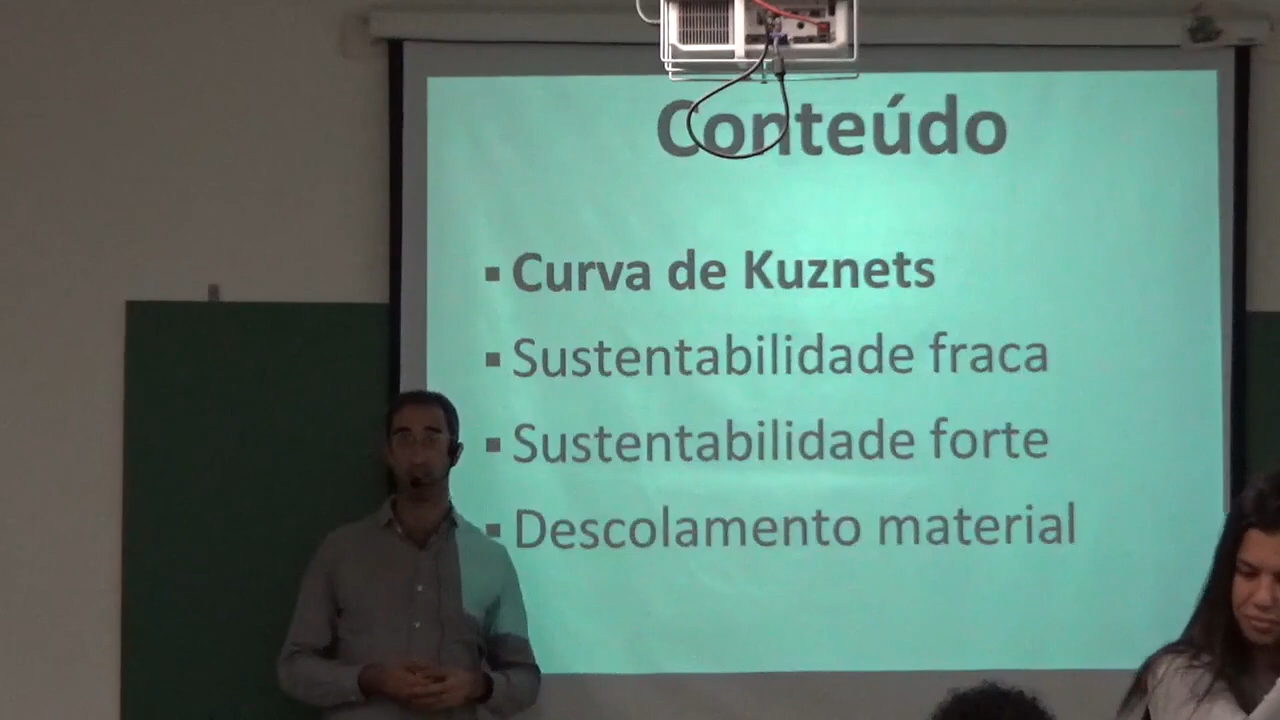 Conteúdo
▪ Curva de Kuznets
▪ Sustentabilidade fraca
▪ Sustentabilidade forte
▪ Descolamento material